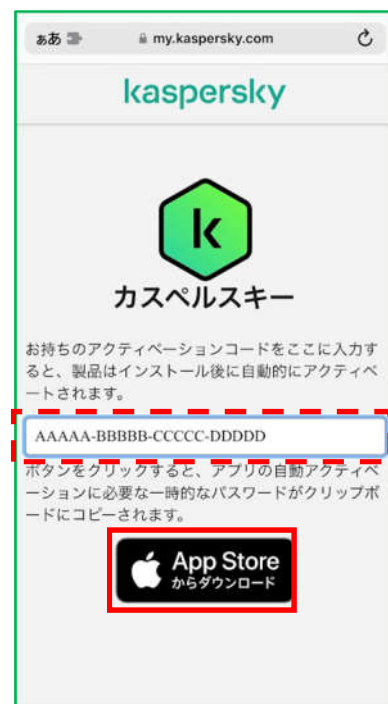 ぁあ my.kaspersky.com
kaspersky
k
カスペルスキー
お持ちのアクティベーションコードをここに入力す
ると、製品はインストール後に自動的にアクティベ
ートされます。
AAAAA-BBBBB-CCCCC-DDDDD
ボタンをクリックすると、アプリの自動アクティベ
ーションに必要な一時的なパスワードがクリップボ
ードにコピーされます。
App Store
からダウンロード